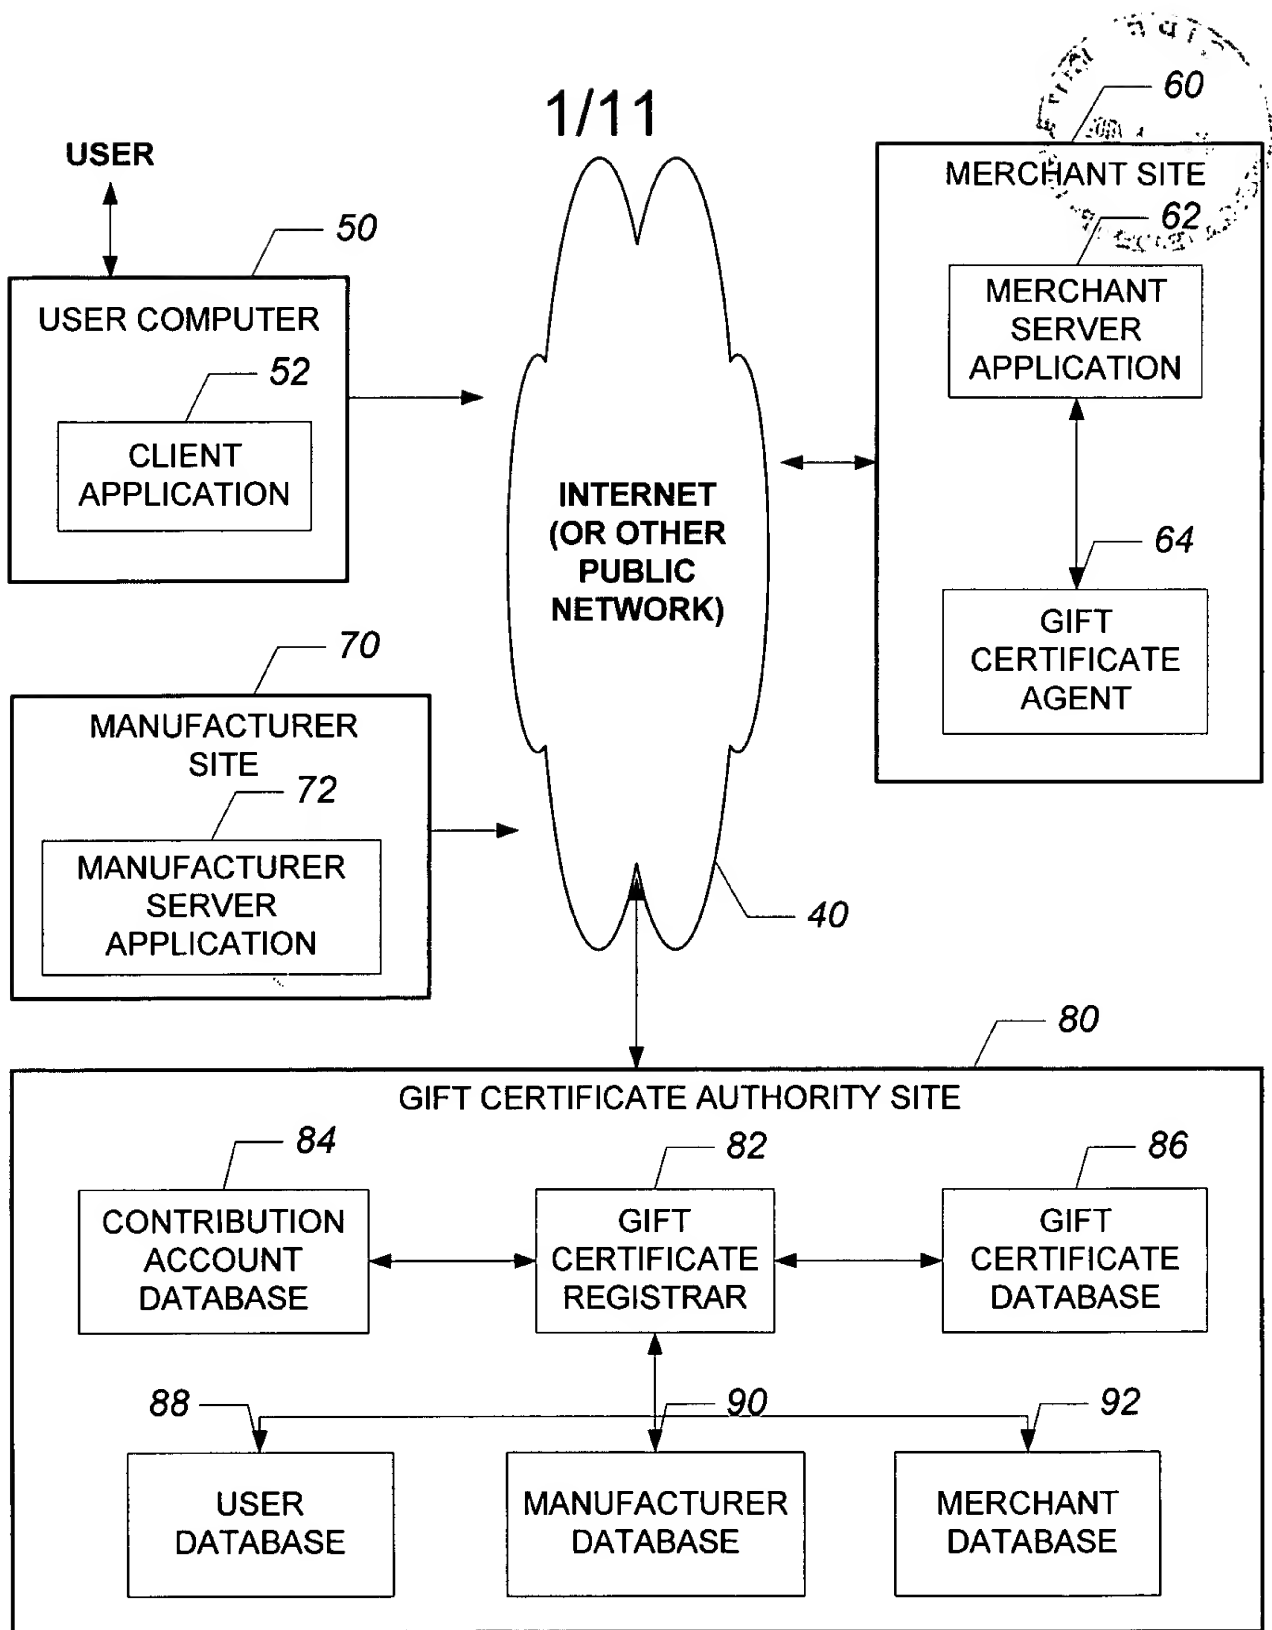 1/11
USER
50
USER COMPUTER
52
CLIENT
APPLICATION
60
MERCHANT SITE
62
MERCHANT
SERVER
APPLICATION
64
GIFT
CERTIFICATE
AGENT
INTERNET
(OR OTHER
PUBLIC
NETWORK)
40
70
MANUFACTURER
SITE
72
MANUFACTURER
SERVER
APPLICATION
80
GIFT CERTIFICATE AUTHORITY SITE
84
CONTRIBUTION
ACCOUNT
DATABASE
82
GIFT
CERTIFICATE
REGISTRAR
86
GIFT
CERTIFICATE
DATABASE
88
USER
DATABASE
90
MANUFACTURER
DATABASE
92
MERCHANT
DATABASE